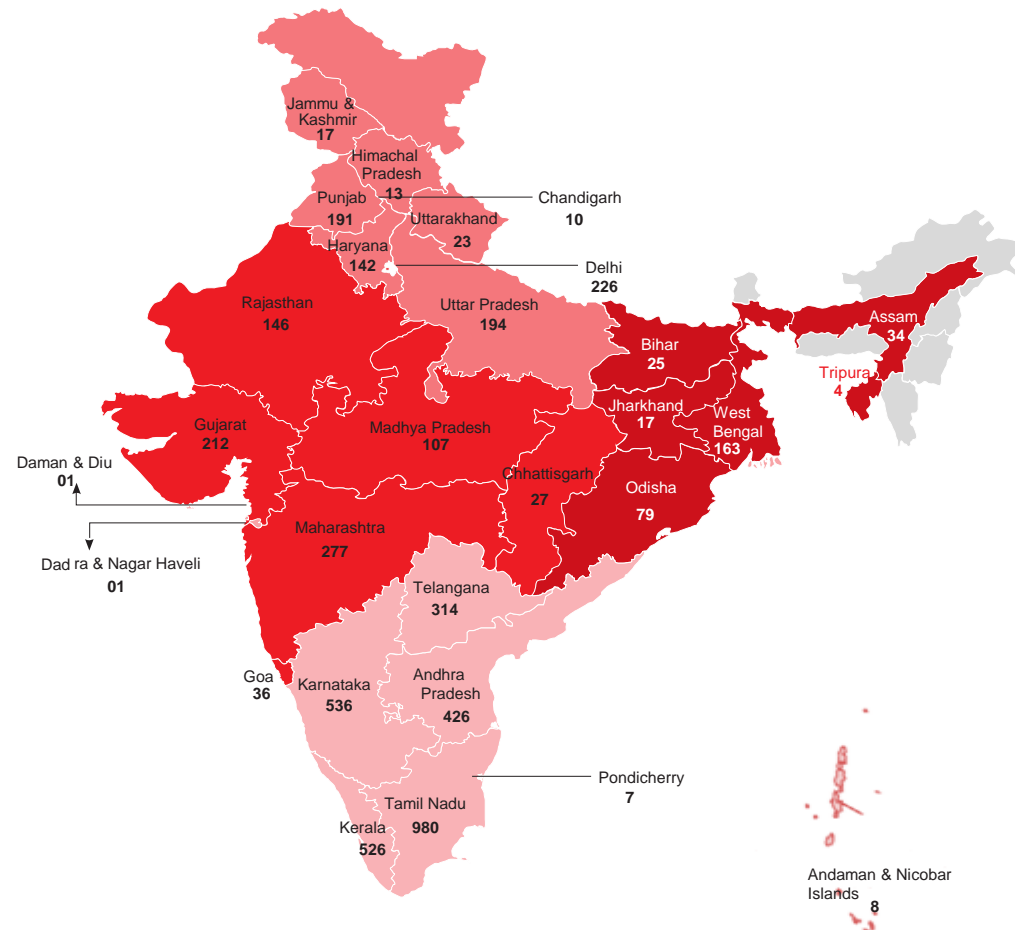 Jammu &
Kashmir
17
Himachal
Pradesh
13
Punjab
191
Chandigarh
10
Uttarakhand
23
Haryana
142
Delhi
226
Rajasthan
146
Uttar Pradesh
194
Assam
34
Bihar
25
Tripura
4
Jharkhand
17
West
Bengal
163
Gujarat
212
Madhya Pradesh
107
Daman & Diu
01
Chhattisgarh
27
Odisha
79
Maharashtra
277
Dad ra & Nagar Haveli
01
Telangana
314
Goa
36
Karnataka
536
Andhra
Pradesh
426
Pondicherry
7
Tamil Nadu
980
Kerala
526
Andaman & Nicobar
Islands
8